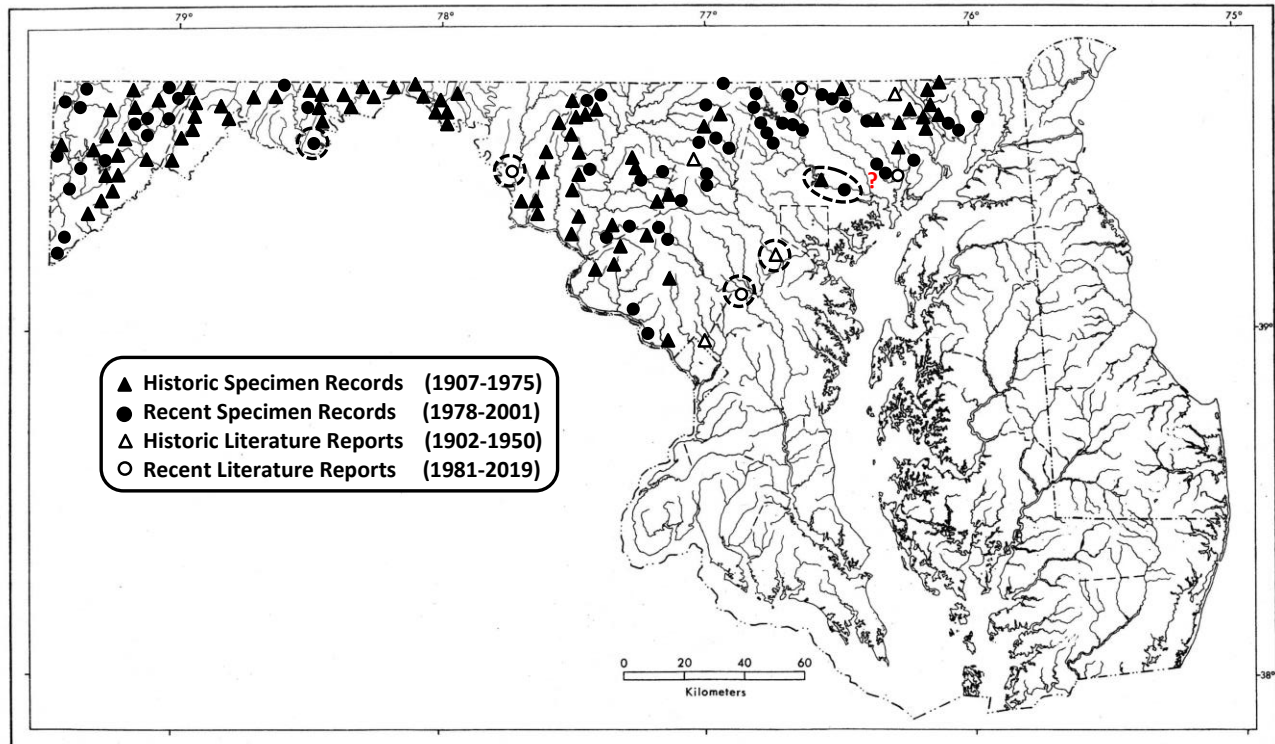 79° 78° 77° 76° 75°
?
39°
▲ Historic Specimen Records (1907-1975)
● Recent Specimen Records (1978-2001)
△ Historic Literature Reports (1902-1950)
○ Recent Literature Reports (1981-2019)
0 20 40 60
Kilometers
38°